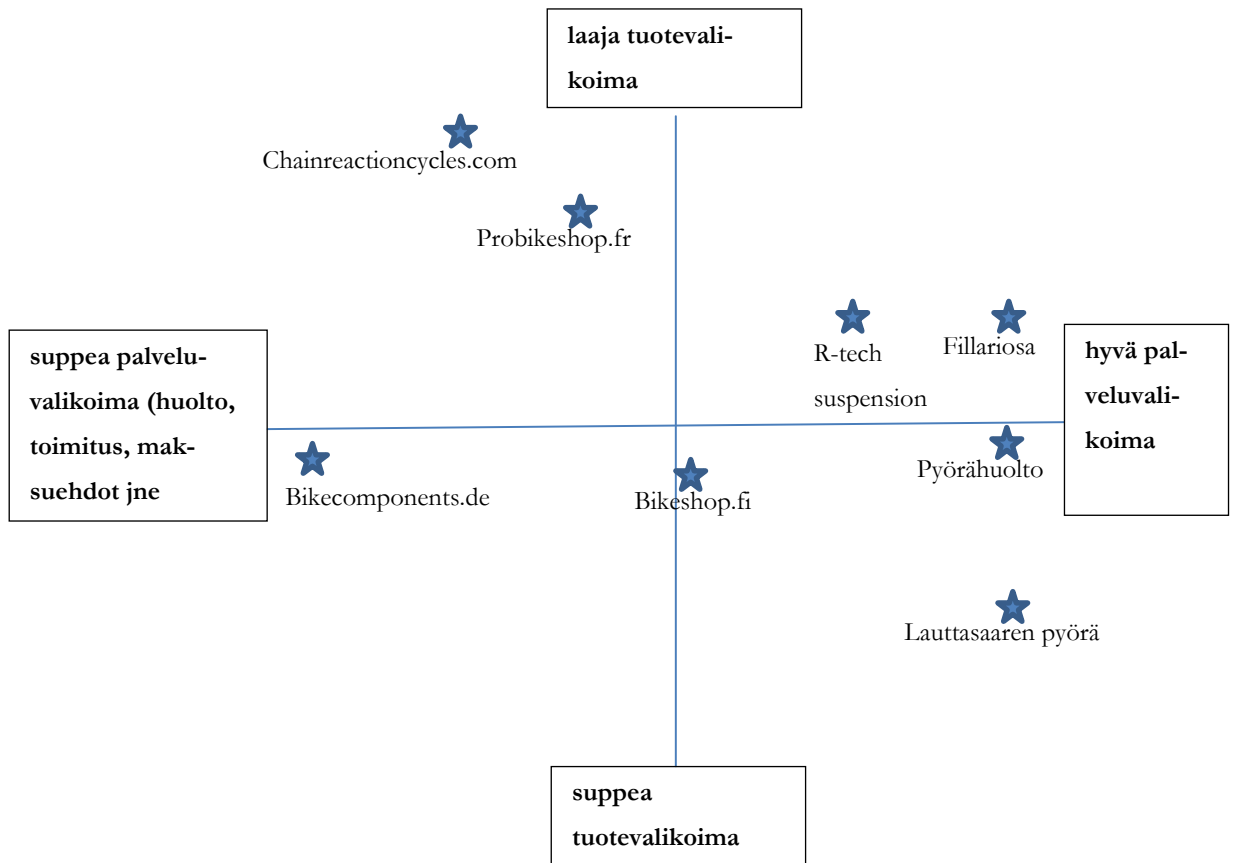 laaja tuotevali-
koima
Chainreactioncycles.com
Probikeshop.fr
R-tech
suspension
Fillariosa
suppea palvelu-
valikoima (huolto,
toimitus, mak-
suehdot jne
hyvä pal-
veluvali-
koima
Bikecomponents.de
Bikeshop.fi
Pyörähuolto
Lauttasaaren pyörä
suppea
tuotevalikoima